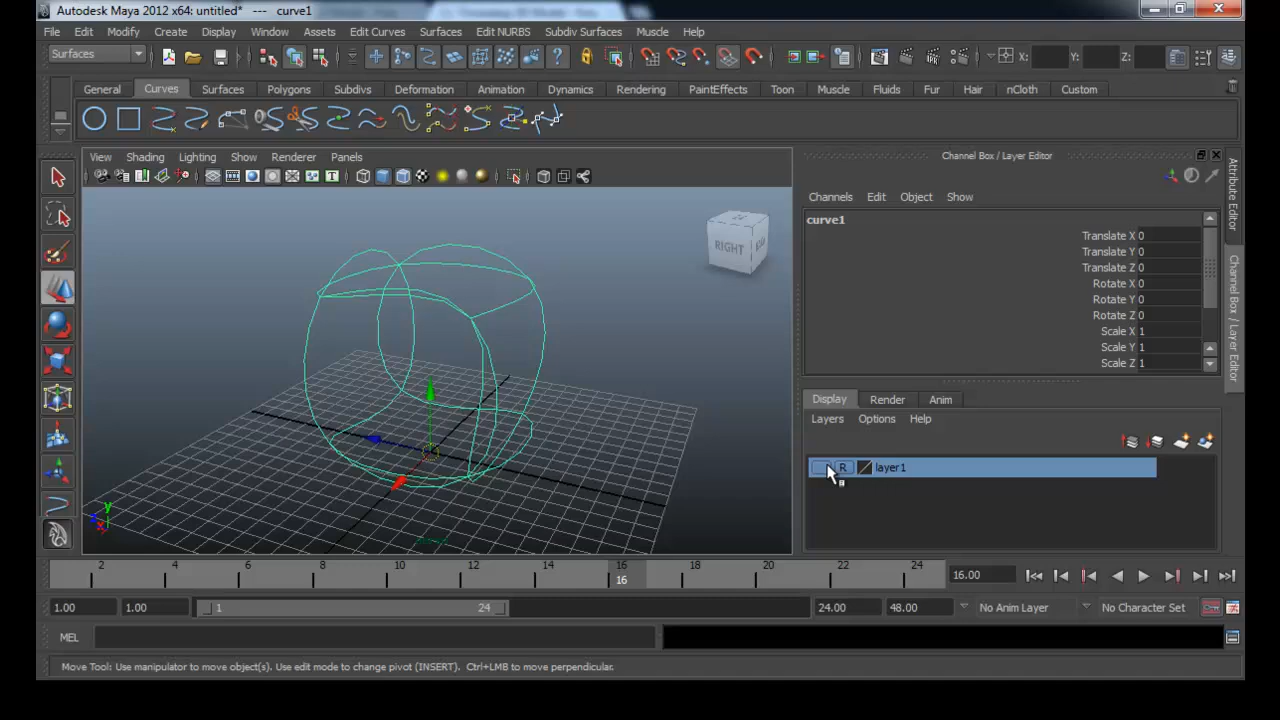 Autodesk Maya 2012 x64: untitled* --- curve1
File Edit Modify Create Display Window Assets Edit Curves Surfaces Edit NURBS Subdiv Surfaces Muscle Help
Surfaces X: Y: Z:
General Curves Surfaces Polygons Subdivs Deformation Animation Dynamics Rendering PaintEffects Toon Muscle Fluids Fur Hair nCloth Custom
View Shading Lighting Show Renderer Panels
Channel Box / Layer Editor
Channels Edit Object Show
curve1
Translate X 0
Translate Y 0
Translate Z 0
Rotate X 0
Rotate Y 0
Rotate Z 0
Scale X 1
Scale Y 1
Scale Z 1
RIGHT
Attribute Editor
Channel Box / Layer Editor
Display Render Anim
Layers Options Help
R layer1
y
2 4 6 8 10 12 14 16 18 20 22 24
16
16.00
1.00 1.00 1 24 24.00 48.00 No Anim Layer No Character Set
MEL
Move Tool: Use manipulator to move object(s). Use edit mode to change pivot (INSERT). Ctrl+LMB to move perpendicular.